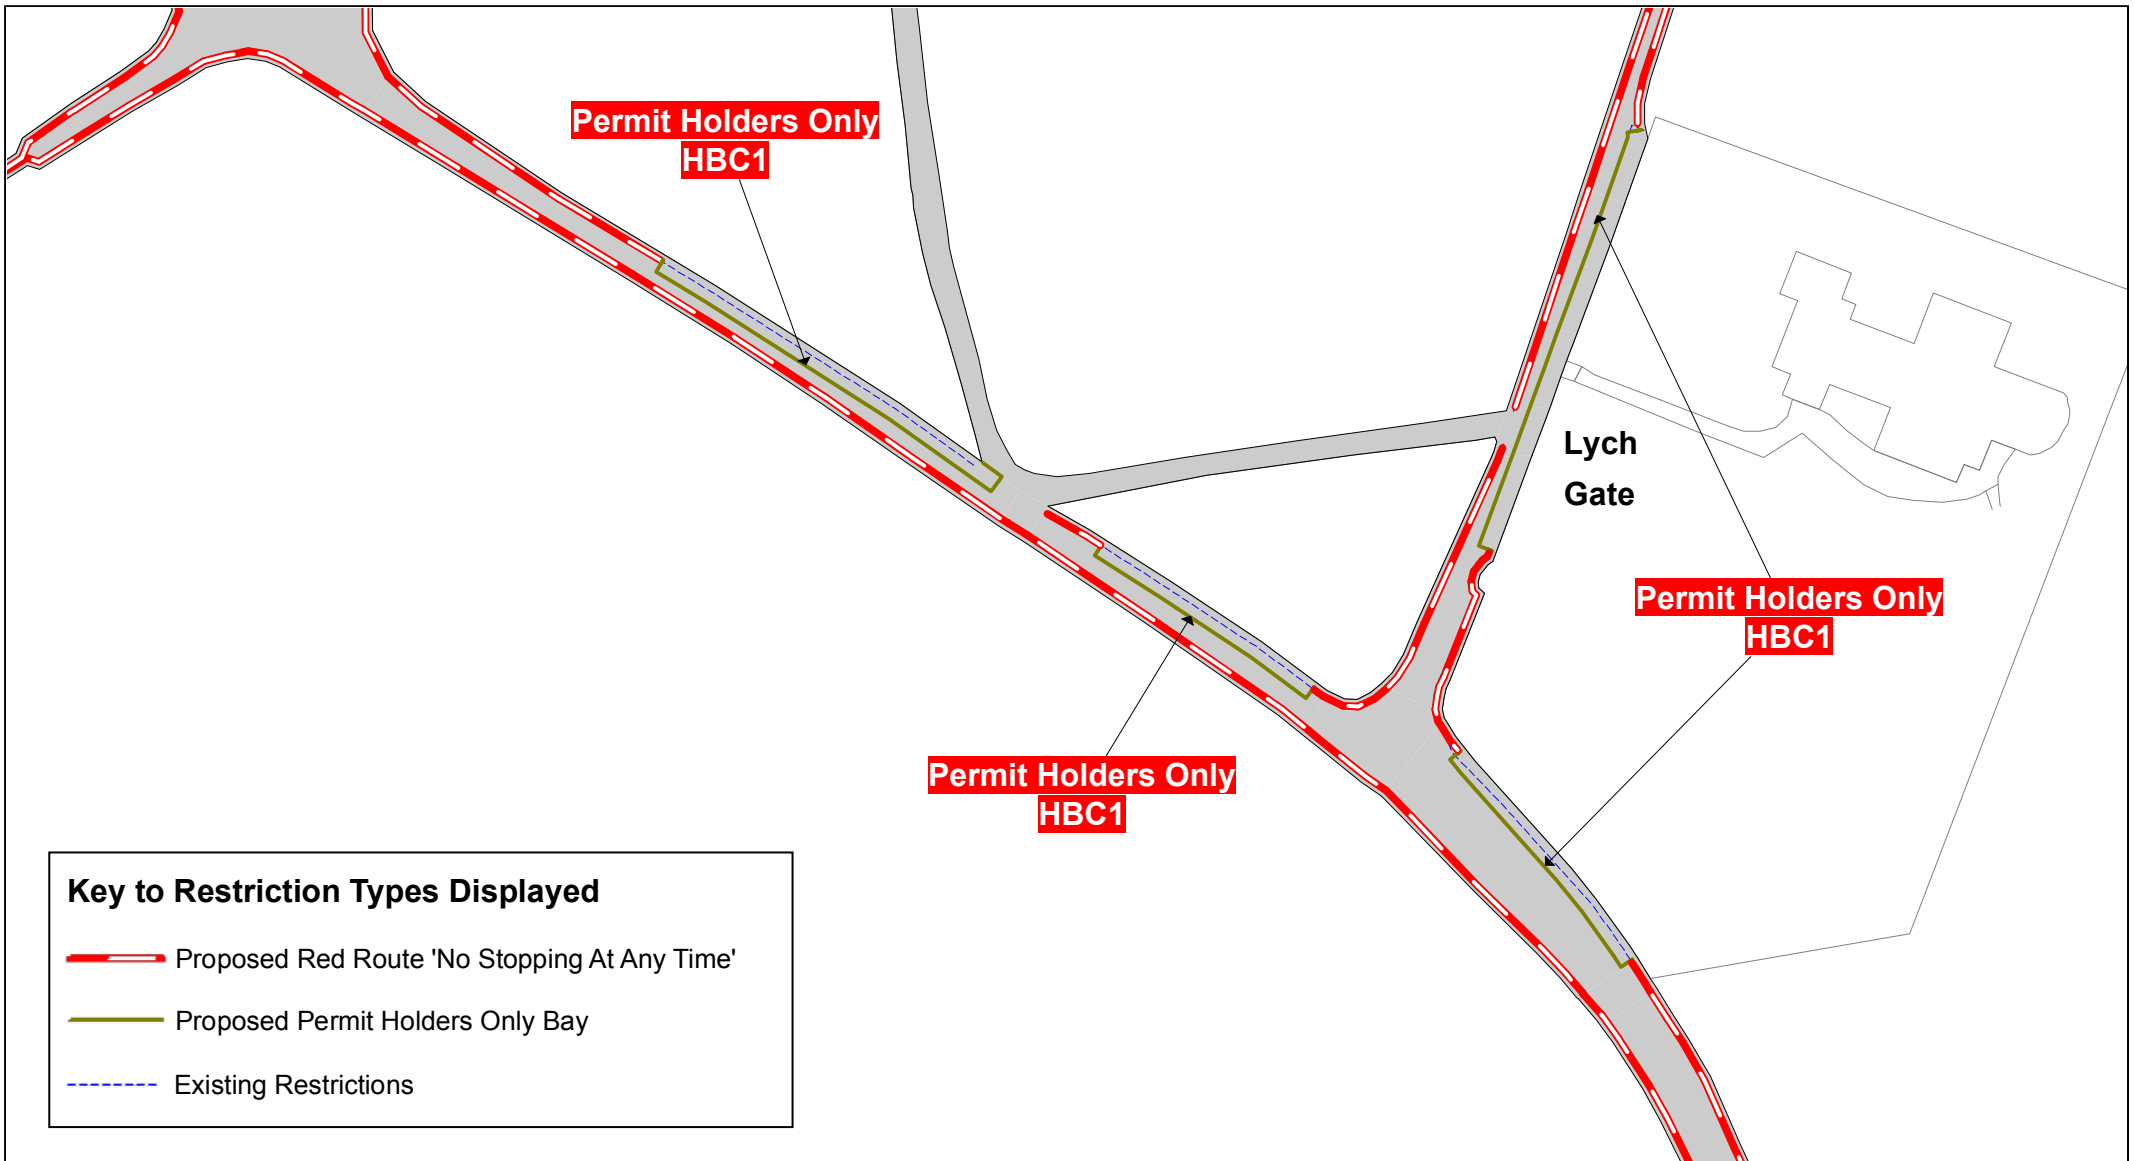 Permit Holders Only
HBC1
Lych
Gate
Permit Holders Only
HBC1
Permit Holders Only
HBC1
Key to Restriction Types Displayed
Proposed Red Route 'No Stopping At Any Time'
Proposed Permit Holders Only Bay
Existing Restrictions